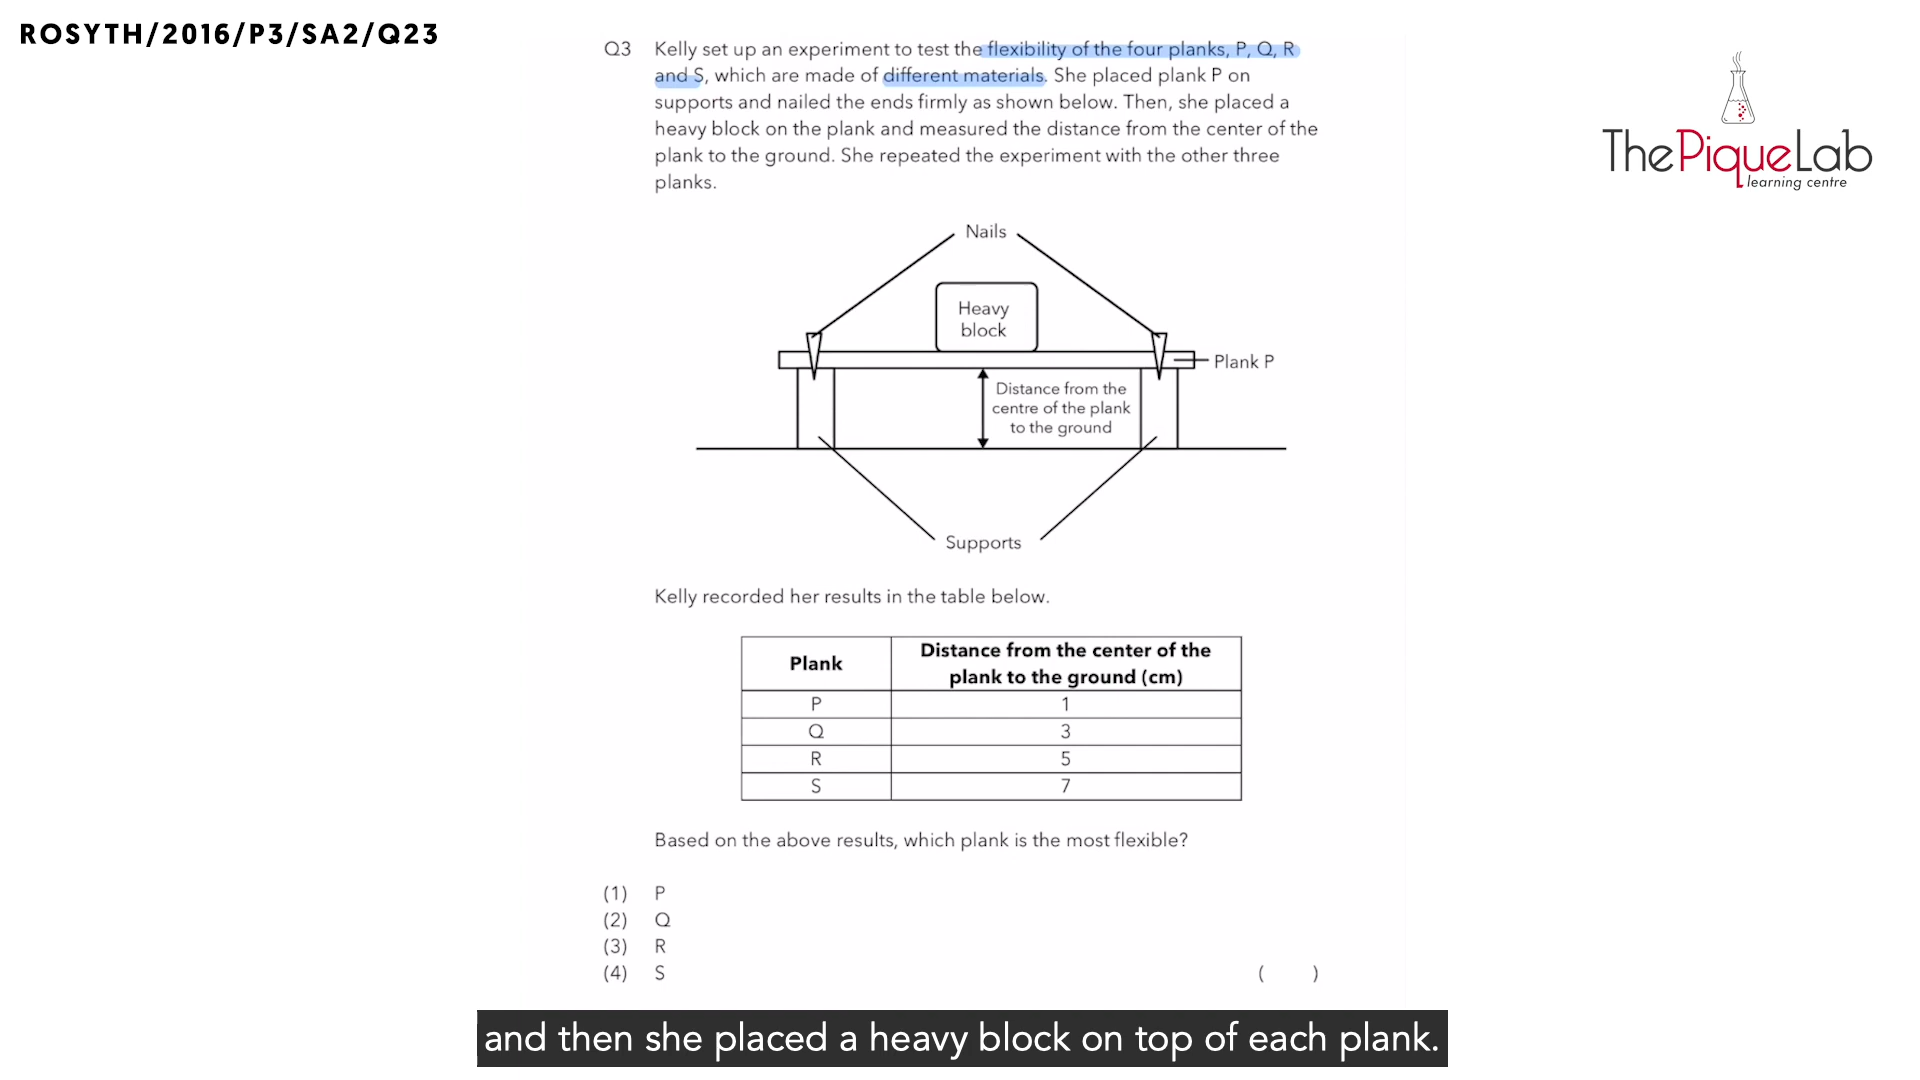 ROSYTH/2016/P3/SA2/Q23
Q3 Kelly set up an experiment to test the flexibility of the four planks, P, Q, R
and S, which are made of different materials. She placed plank P on
supports and nailed the ends firmly as shown below. Then, she placed a
heavy block on the plank and measured the distance from the center of the
plank to the ground. She repeated the experiment with the other three
planks.
ThePiqueLab
learning centre
Nails
Heavy
block
Plank P
Distance from the
centre of the plank
to the ground
Supports
Kelly recorded her results in the table below.
Plank Distance from the center of the
plank to the ground (cm)
P 1
Q 3
R 5
S 7
Based on the above results, which plank is the most flexible?
(1) P
(2) Q
(3) R
(4) S ( )
and then she placed a heavy block on top of each plank.